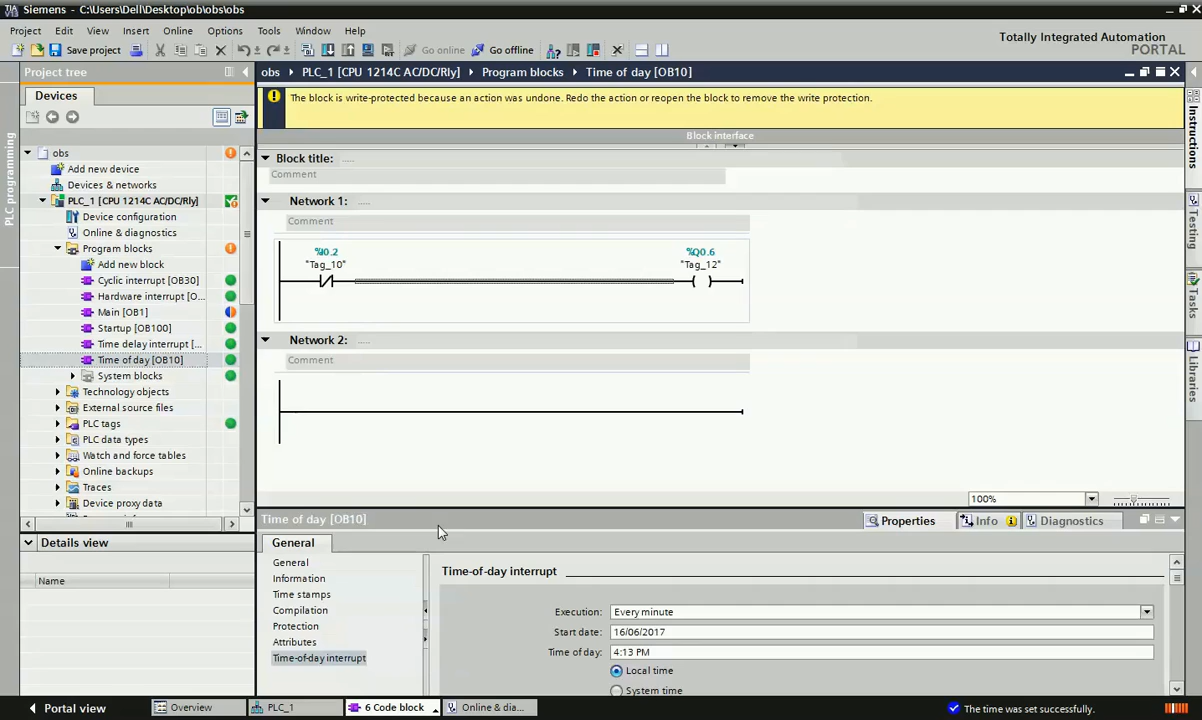 Siemens - C:\Users\Dell\Desktop\ob\obs\obs
TIA
V13
Project Edit View Insert Online Options Tools Window Help
Totally Integrated Automation
PORTAL
Save project
Go online
Go offline
Project tree
obs PLC_1 [CPU 1214C AC/DC/Rly] Program blocks Time of day [OB10]
Devices
The block is write-protected because an action was undone. Redo the action or reopen the block to remove the write protection.
Block interface
PLC programming
obs
Add new device
Devices & networks
PLC_1 [CPU 1214C AC/DC/Rly]
Device configuration
Online & diagnostics
Program blocks
Add new block
Cyclic interrupt [OB30]
Hardware interrupt [O...
Main [OB1]
Startup [OB100]
Time delay interrupt [...
Time of day [OB10]
System blocks
Technology objects
External source files
PLC tags
PLC data types
Watch and force tables
Online backups
Traces
Device proxy data
Details view
Name
Block title: .....
Comment
Network 1: .....
Comment
%I0.2
"Tag_10"
%Q0.6
"Tag_12"
Network 2: .....
Comment
100%
Instructions
Testing
Tasks
Libraries
Time of day [OB10]
Properties Info Diagnostics
General
General
Information
Time stamps
Compilation
Protection
Attributes
Time-of-day interrupt
Time-of-day interrupt
Execution: Every minute
Start date: 16/06/2017
Time of day: 4:13 PM
Local time
System time
Portal view Overview PLC_1 6 Code block Online & dia... The time was set successfully.